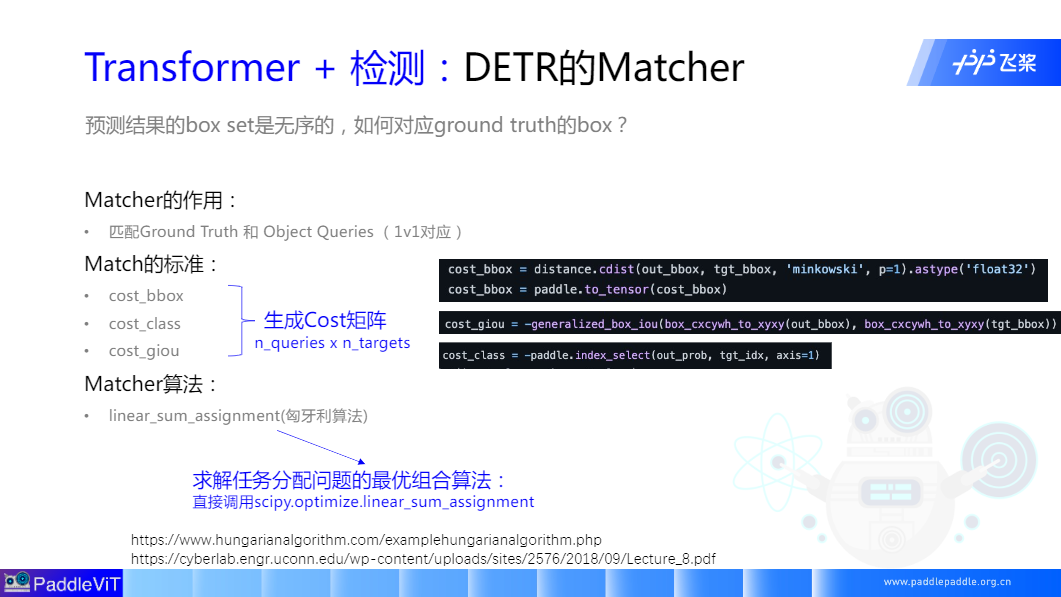 Transformer + 检测：DETR的Matcher
飞桨
预测结果的box set是无序的，如何对应ground truth的box？
Matcher的作用：
• 匹配Ground Truth 和 Object Queries （1v1对应）
Match的标准：
• cost_bbox
• cost_class
• cost_giou
生成Cost矩阵
n_queries x n_targets
cost_bbox = distance.cdist(out_bbox, tgt_bbox, 'minkowski', p=1).astype('float32')
cost_bbox = paddle.to_tensor(cost_bbox)
cost_giou = -generalized_box_iou(box_cxcywh_to_xyxy(out_bbox), box_cxcywh_to_xyxy(tgt_bbox))
cost_class = -paddle.index_select(out_prob, tgt_idx, axis=1)
Matcher算法：
• linear_sum_assignment(匈牙利算法)
求解任务分配问题的最优组合算法：
直接调用scipy.optimize.linear_sum_assignment
https://www.hungarianalgorithm.com/examplehungarianalgorithm.php
https://cyberlab.engr.uconn.edu/wp-content/uploads/sites/2576/2018/09/Lecture_8.pdf
PaddleViT
www.paddlepaddle.org.cn